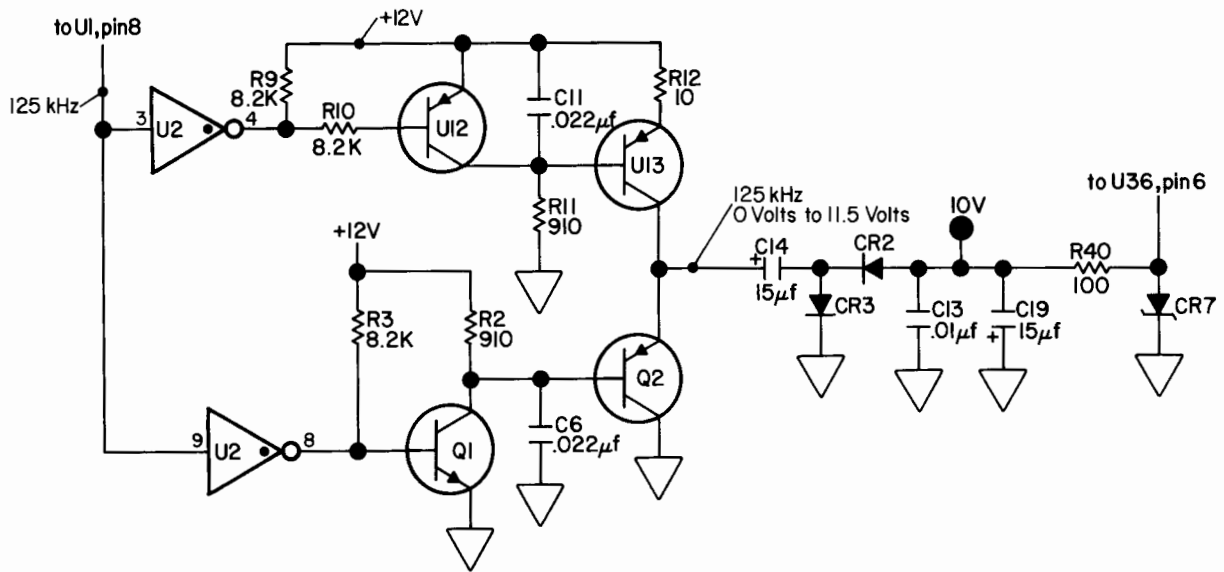 to U1, pin8
+12V
125 kHz
3
U2
4
R9
8.2K
R10
8.2K
U12
C11
.022µf
R12
10
U13
R11
910
+12V
R3
8.2K
R2
910
9
U2
8
Q1
C6
.022µf
Q2
125 kHz
0 Volts to 11.5 Volts
+
C14
15µf
CR3
CR2
10V
C13
.01µf
C19
15µf
+
R40
100
to U36, pin 6
CR7